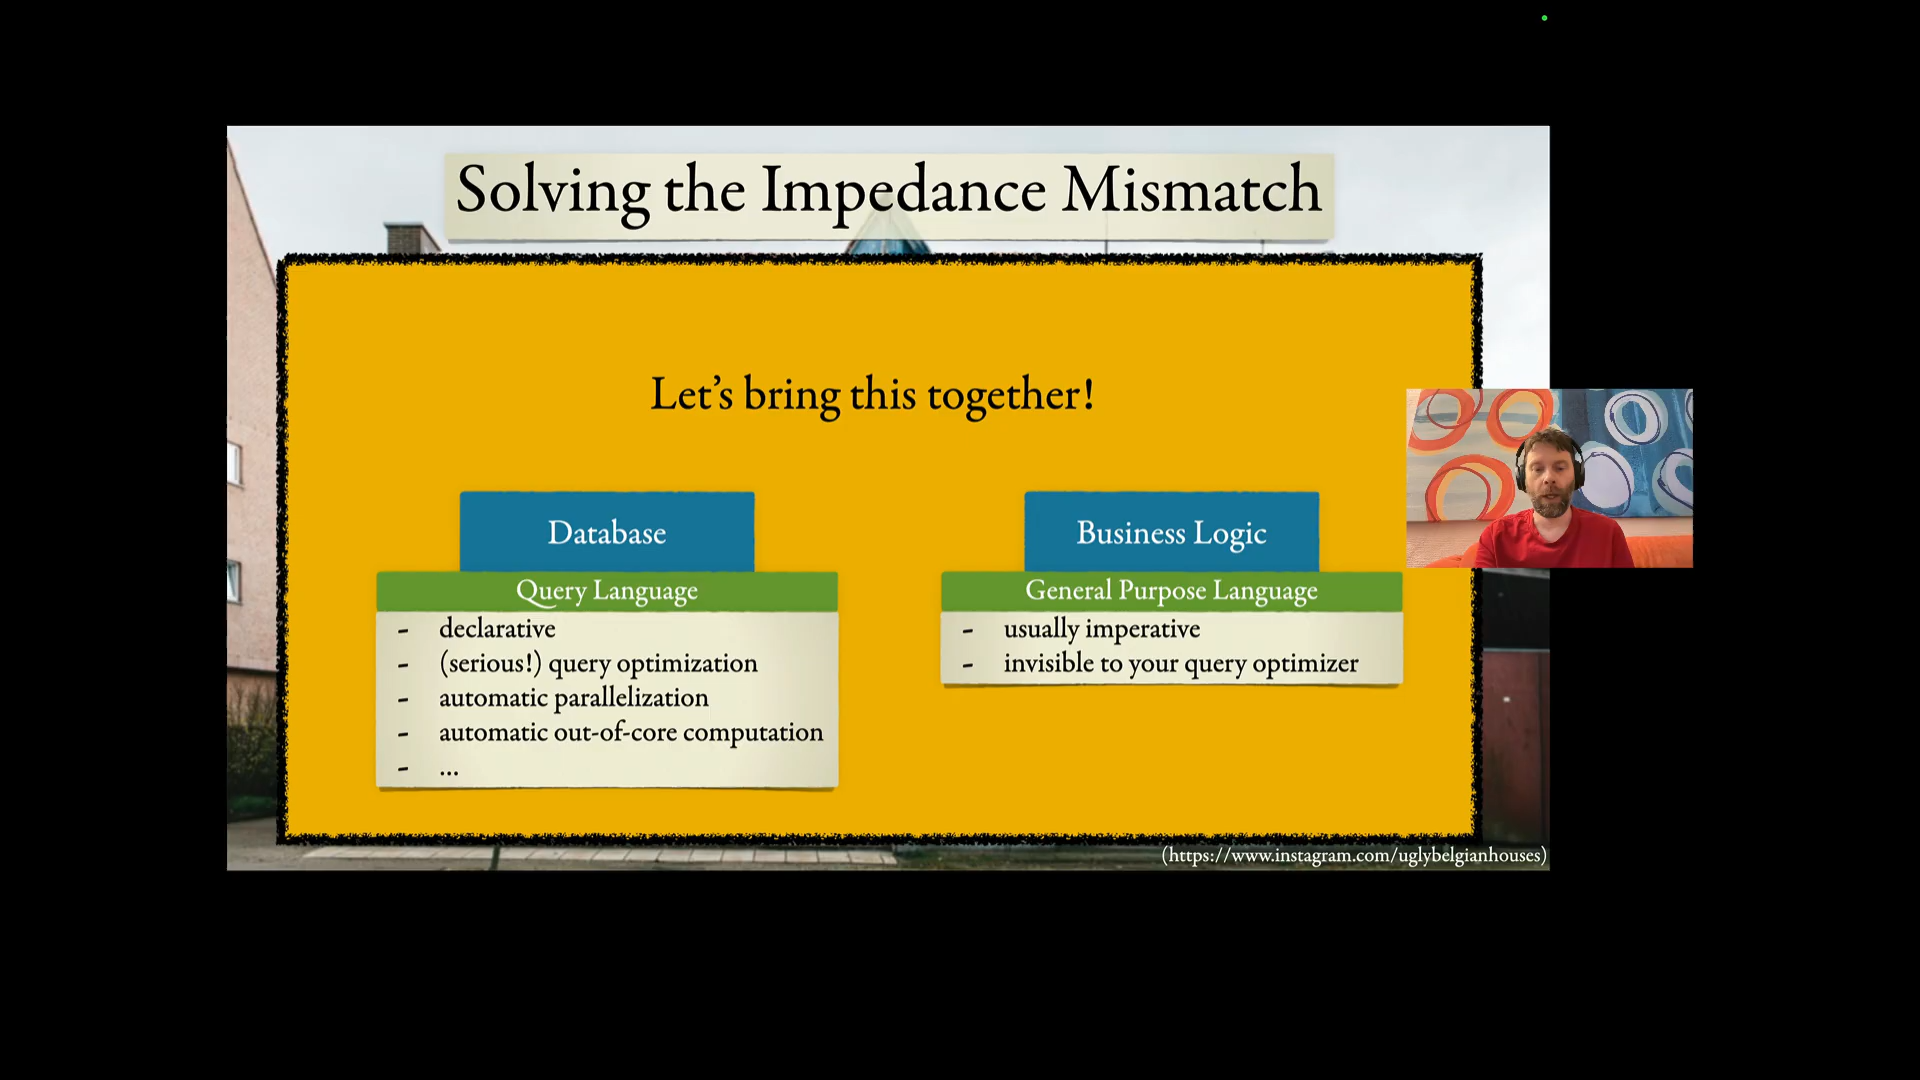 Solving the Impedance Mismatch
Let's bring this together!
Database
Query Language
- declarative
- (serious!) query optimization
- automatic parallelization
- automatic out-of-core computation
- ...
Business Logic
General Purpose Language
- usually imperative
- invisible to your query optimizer
(https://www.instagram.com/uglybelgianhouses)